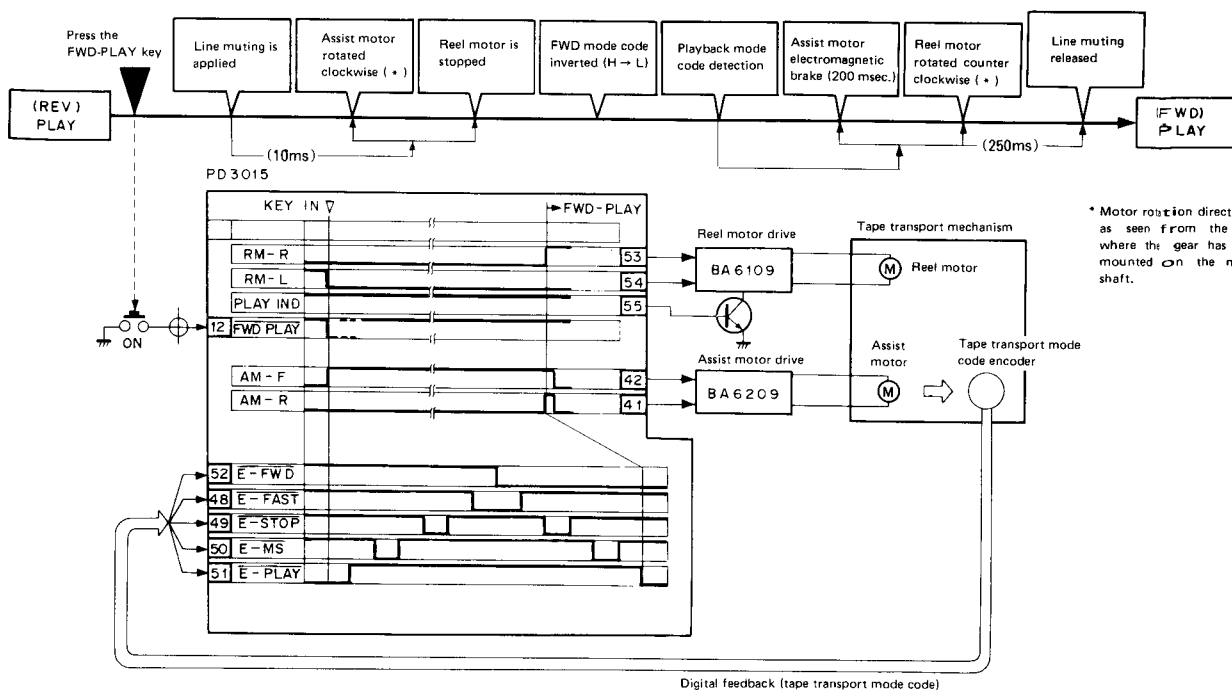 Press the
FWD-PLAY key
Line muting is
applied
Assist motor
rotated
clockwise (*)
Reel motor is
stopped
FWD mode code
inverted (H → L)
Playback mode
code detection
Assist motor
electromagnetic
brake (200 msec.)
Reel motor
rotated counter
clockwise (*)
Line muting
released
(REV)
PLAY
(FWD)
PLAY
(10ms)
(250ms)
PD3015
KEY IN
FWD-PLAY
RM-R
53
RM-L
54
PLAY IND
55
12
FWD PLAY
ON
AM-F
42
AM-R
41
52
E-FWD
48
E-FAST
49
E-STOP
50
E-MS
51
E-PLAY
Reel motor drive
BA6109
Assist motor drive
BA6209
Tape transport mechanism
M
Reel motor
Assist
motor
M
Tape transport mode
code encoder
* Motor rotation direct
as seen from the
where the gear has
mounted on the m
shaft.
Digital feedback (tape transport mode code)